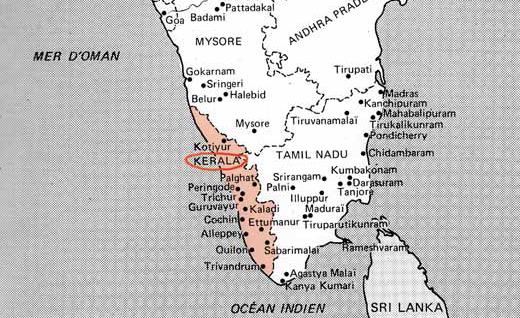 Goa
Badami
Pattadakal
ANDHRA PRADE
MER D'OMAN
MYSORE
Gokarnam
Sringeri
Belur
Halebid
Tirupati
Madras
Kanchipuram
Mahabalipuram
Tirukalikunram
Tiruvanamalaï
Mysore
Pondicherry
Kotiyur
KERALA
TAMIL NADU
Chidambaram
Kumbakonam
Palghat
Srirangam
Darasuram
Peringode
Palni
Tanjore
Trichur
Illuppur
Guruvayur
Kaladi
Maduraï
Cochin
Ettumanur
Tiruparutikunram
Alleppey
Quilon
Sabarimalaï
Rameshvaram
Trivandrum
Agastya Malai
Kanya Kumari
OCÉAN INDIEN
SRI LANKA